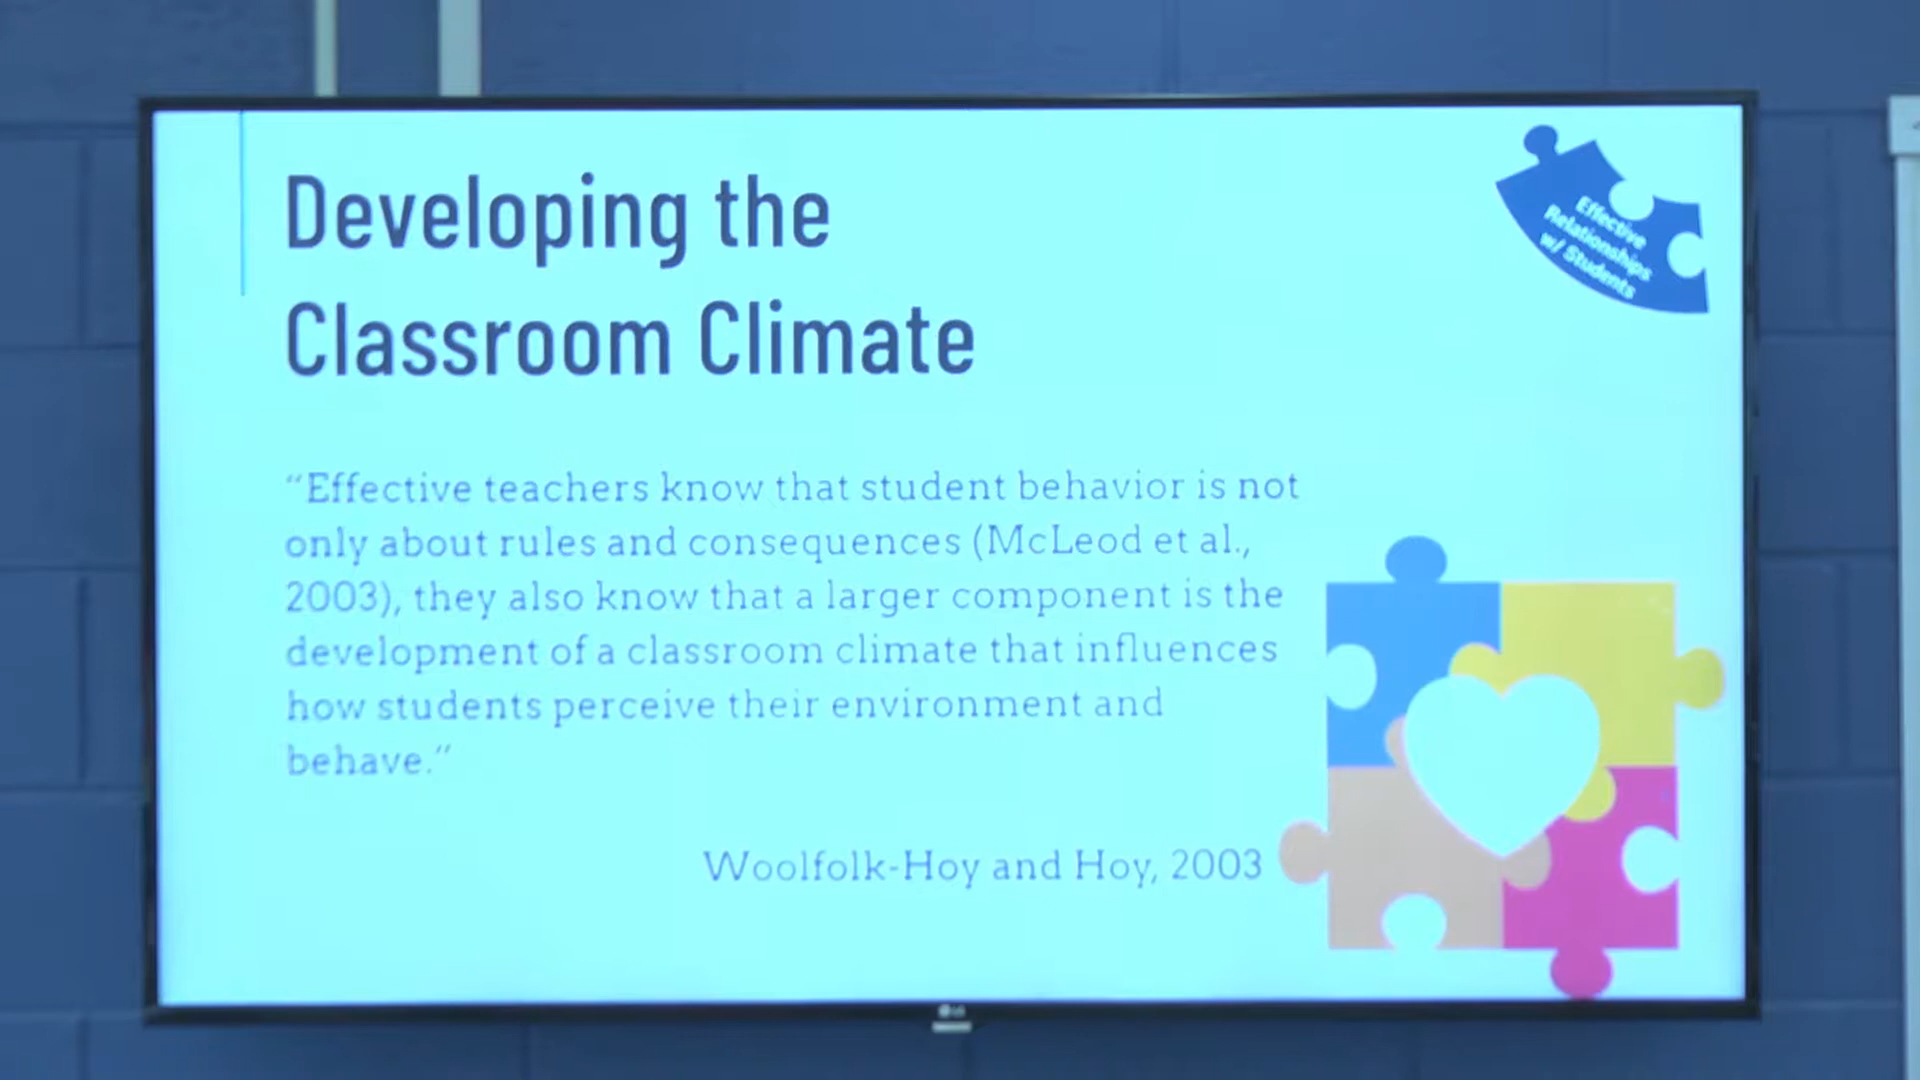 Developing the
Classroom Climate
Effective
Relationships
w/ Students
“Effective teachers know that student behavior is not
only about rules and consequences (McLeod et al.,
2003), they also know that a larger component is the
development of a classroom climate that influences
how students perceive their environment and
behave.”
Woolfolk-Hoy and Hoy, 2003
LG